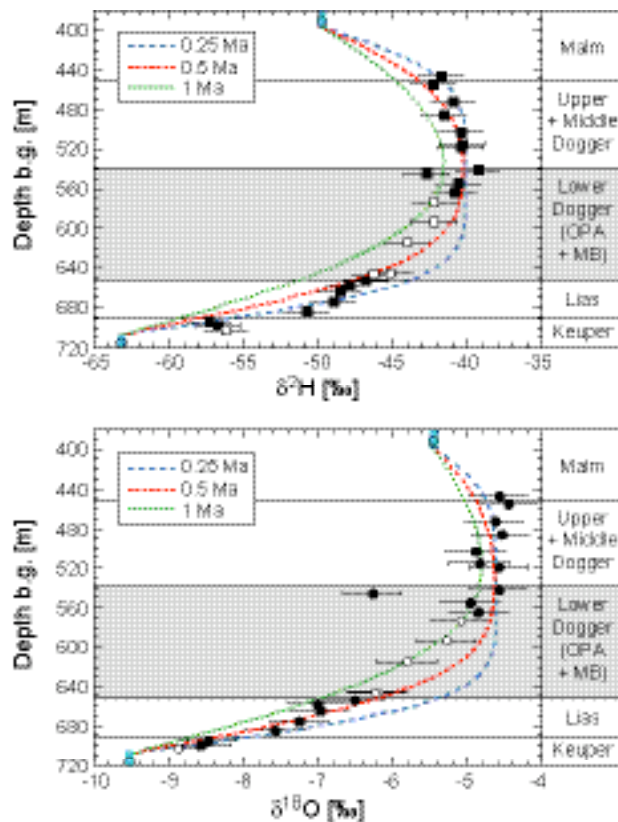 400
440
480
520
560
600
640
680
720
Depth b.g. [m]
0.25 Ma
0.5 Ma
1 Ma
Malm
Upper
+ Middle
Dogger
Lower
Dogger
(OPA
+ MB)
Lias
Keuper
-65 -60 -55 -50 -45 -40 -35
δ²H [‰]
400
440
480
520
560
600
640
680
720
Depth b.g. [m]
0.25 Ma
0.5 Ma
1 Ma
Malm
Upper
+ Middle
Dogger
Lower
Dogger
(OPA
+ MB)
Lias
Keuper
-10 -9 -8 -7 -6 -5 -4
δ¹⁸O [‰]